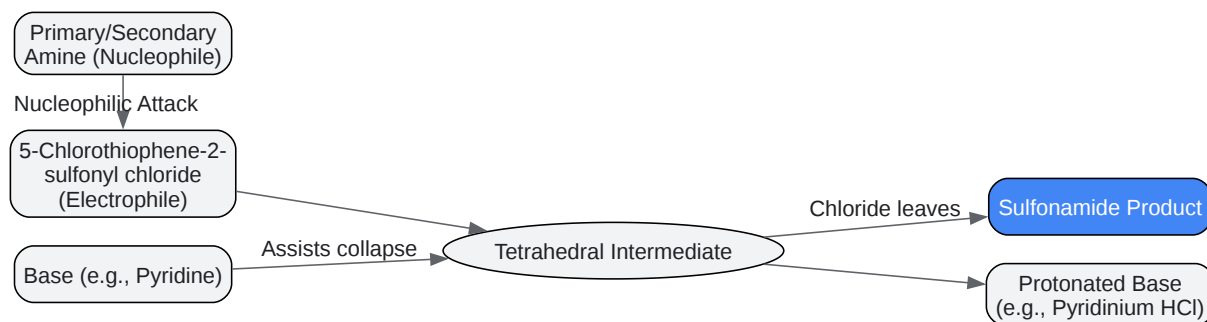 Primary/Secondary
Amine (Nucleophile)
Nucleophilic Attack
5-Chlorothiophene-2-
sulfonyl chloride
(Electrophile)
Base (e.g., Pyridine)
Assists collapse
Tetrahedral Intermediate
Chloride leaves
Sulfonamide Product
Protonated Base
(e.g., Pyridinium HCl)